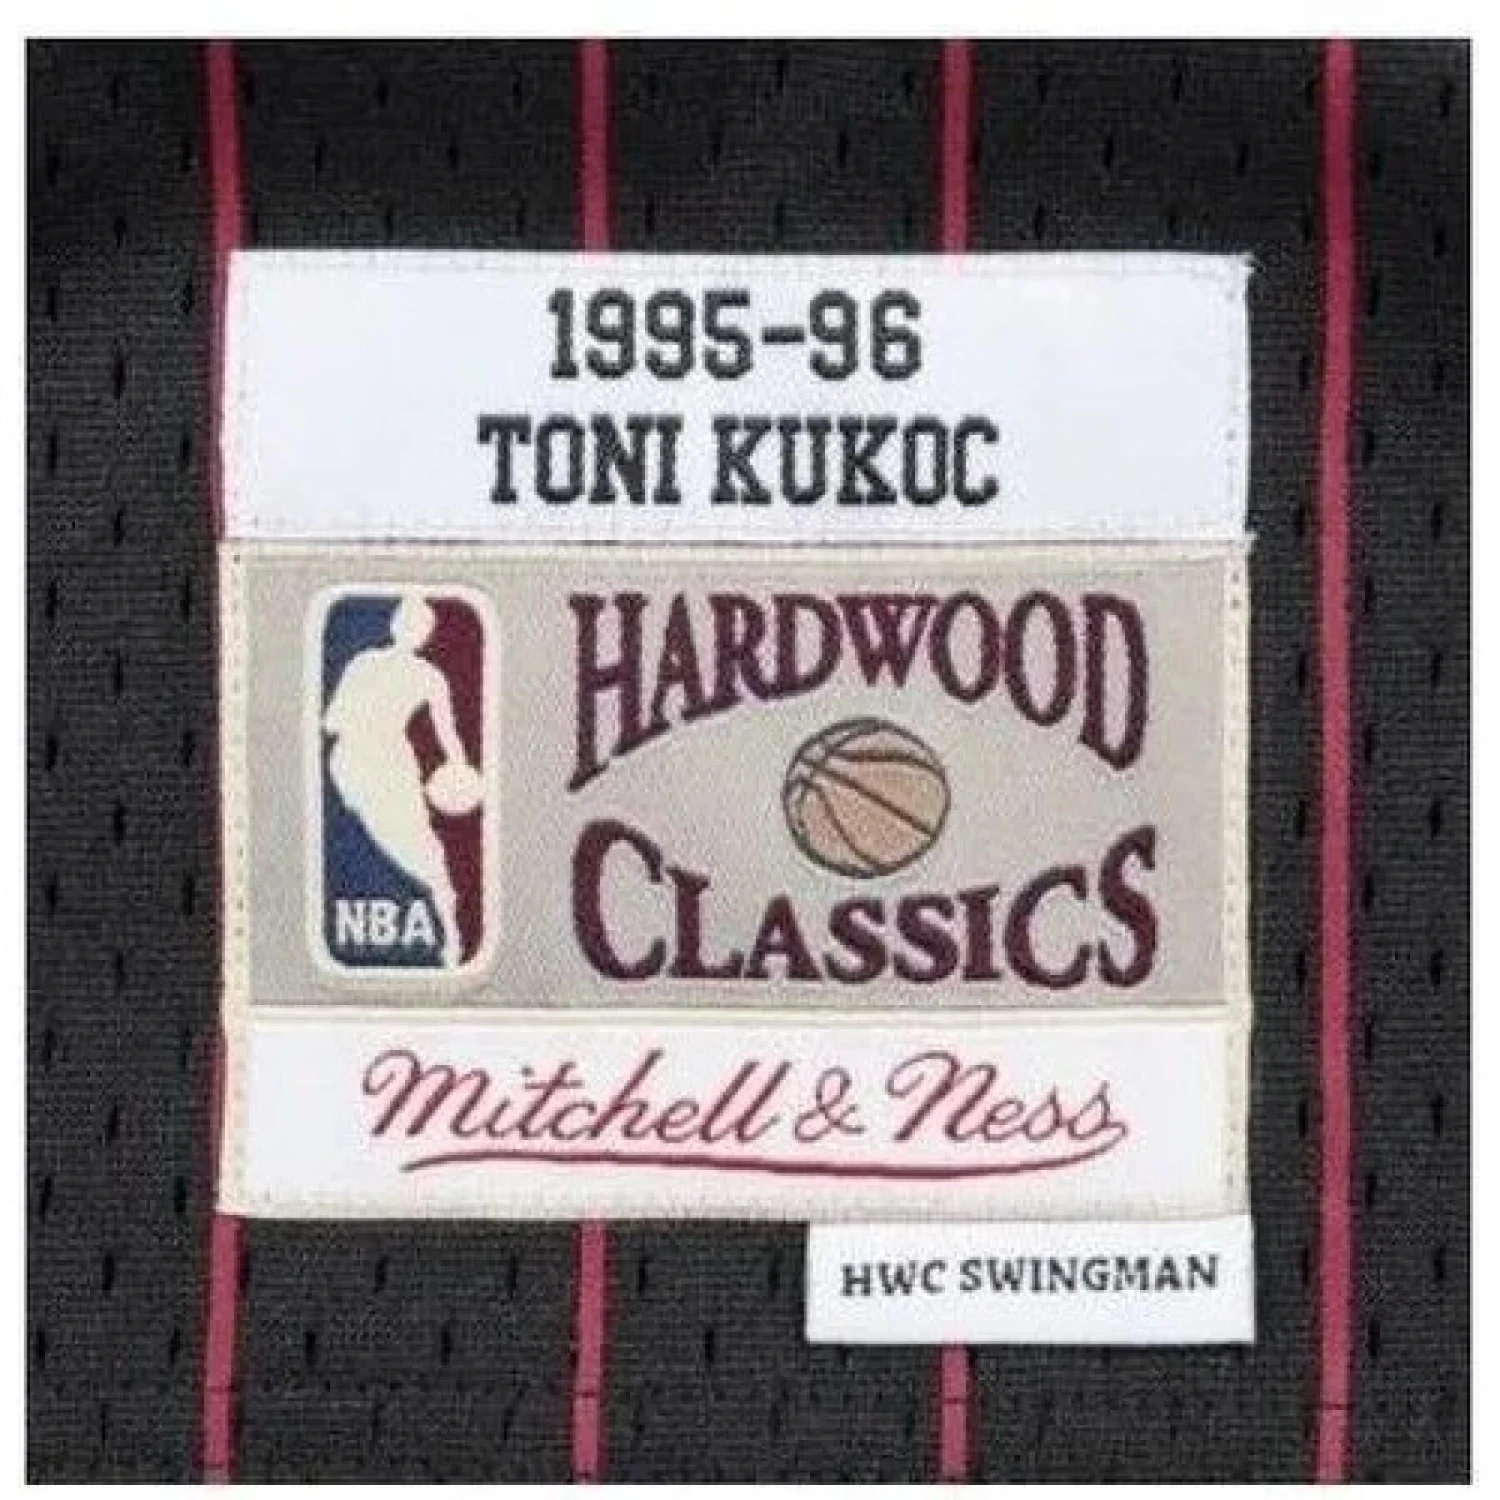 1995-96
TONI KUKOC
HARDWOOD
CLASSICS
NBA
Mitchell & Ness
HWC SWINGMAN